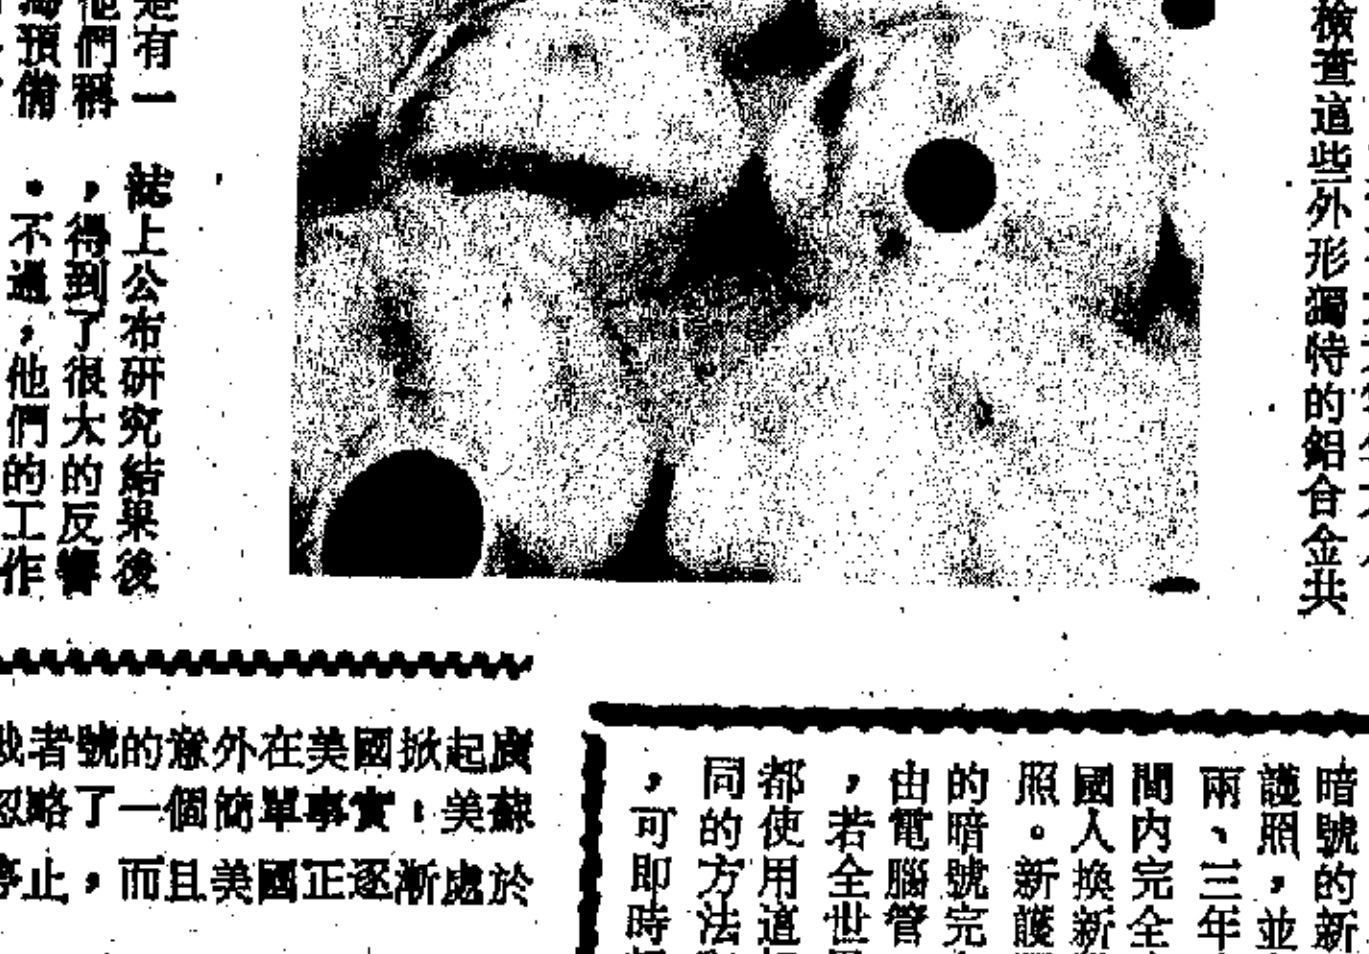 檢查這些外形獨特的鋁合金共
是有一
他們稱
預備
誌上公布研究結果後
，得到了很大的反響
。不過，他們的工作
者號的意外在美國掀起廣
忽略了一個簡單事實：美蘇
停止，而且美國正逐漸處於
暗號的新
護照，並
兩、三年
間內完全
國人換新
照。新護
的暗號完
由電腦管
，若全世
都使用這
同的方法
，可即時